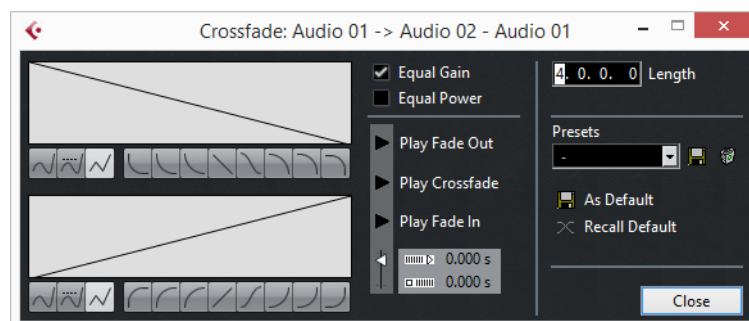 Crossfade: Audio 01 -> Audio 02 - Audio 01
Equal Gain
Equal Power
Play Fade Out
Play Crossfade
Play Fade In
0.000 s
0.000 s
4. 0. 0. 0 Length
Presets
-
As Default
Recall Default
Close